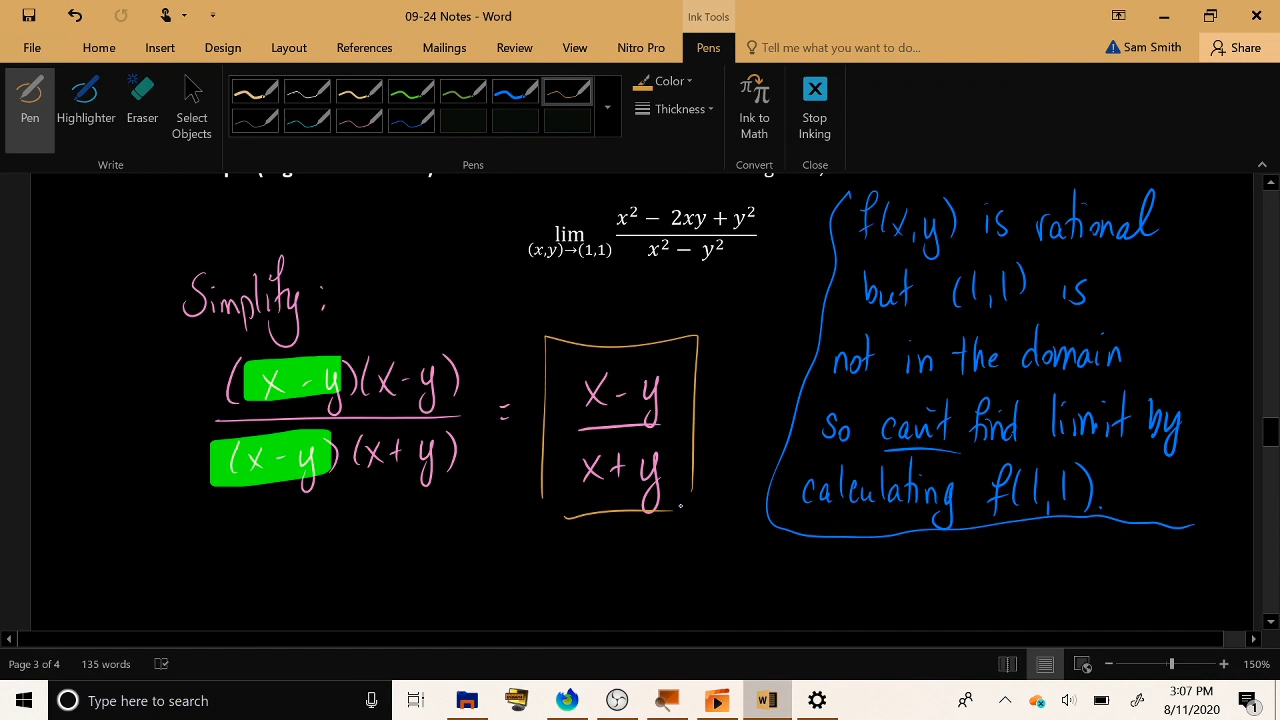 09-24 Notes - Word
Ink Tools
File Home Insert Design Layout References Mailings Review View Nitro Pro Pens Tell me what you want to do... Sam Smith Share
Pen Highlighter Eraser Select Objects
Color
Thickness
Ink to Math
Stop Inking
Write Pens Convert Close
lim (x,y)→(1,1) (x² − 2xy + y²)/(x² − y²)
Simplify:
(x-y)(x-y)
(x-y)(x+y)
=
x-y
x+y
f(x,y) is rational
but (1,1) is
not in the domain
so can't find limit by
calculating f(1,1).
Page 3 of 4 135 words 150%
Type here to search
3:07 PM
8/11/2020
1